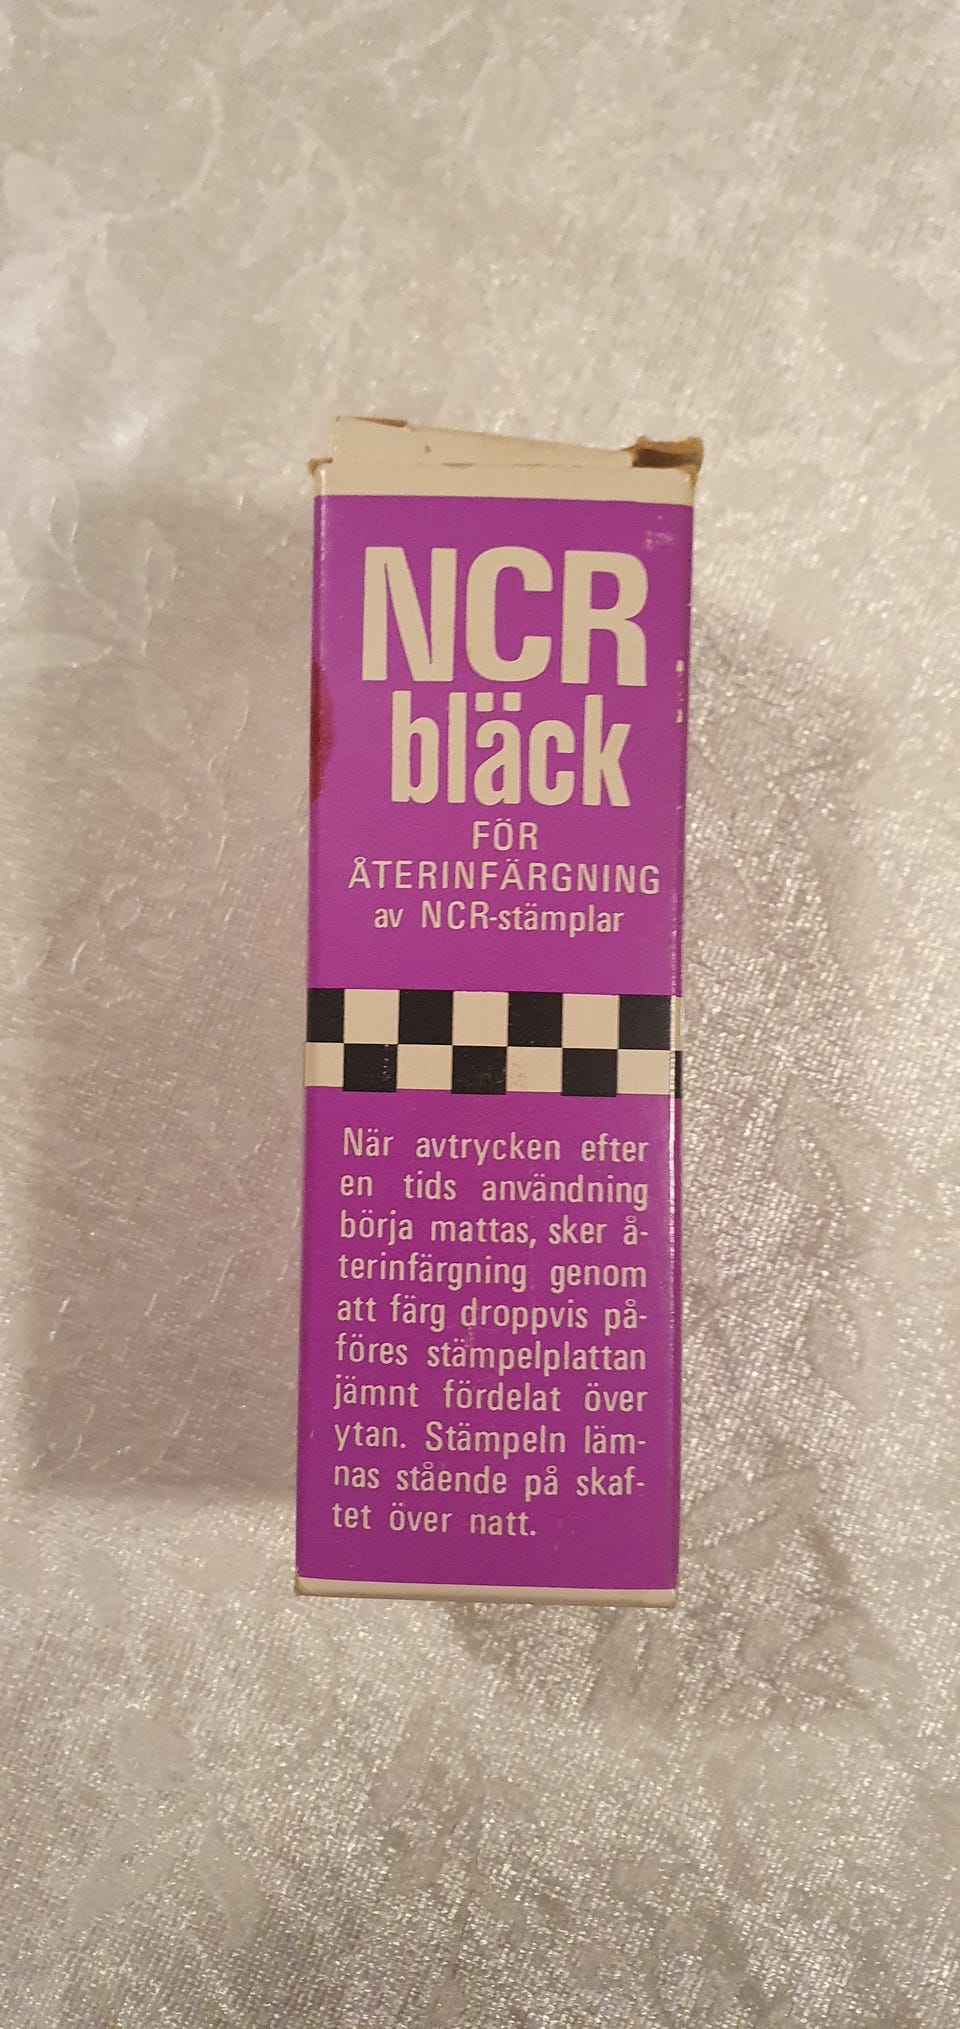 NCR
bläck
FÖR
ÅTERINFÄRGNING
av NCR-stämplar
När avtrycken efter
en tids användning
börja mattas, sker å-
terinfärgning genom
att färg droppvis på-
föres stämpelplattan
jämnt fördelat över
ytan. Stämpeln läm-
nas stående på skaf-
tet över natt.